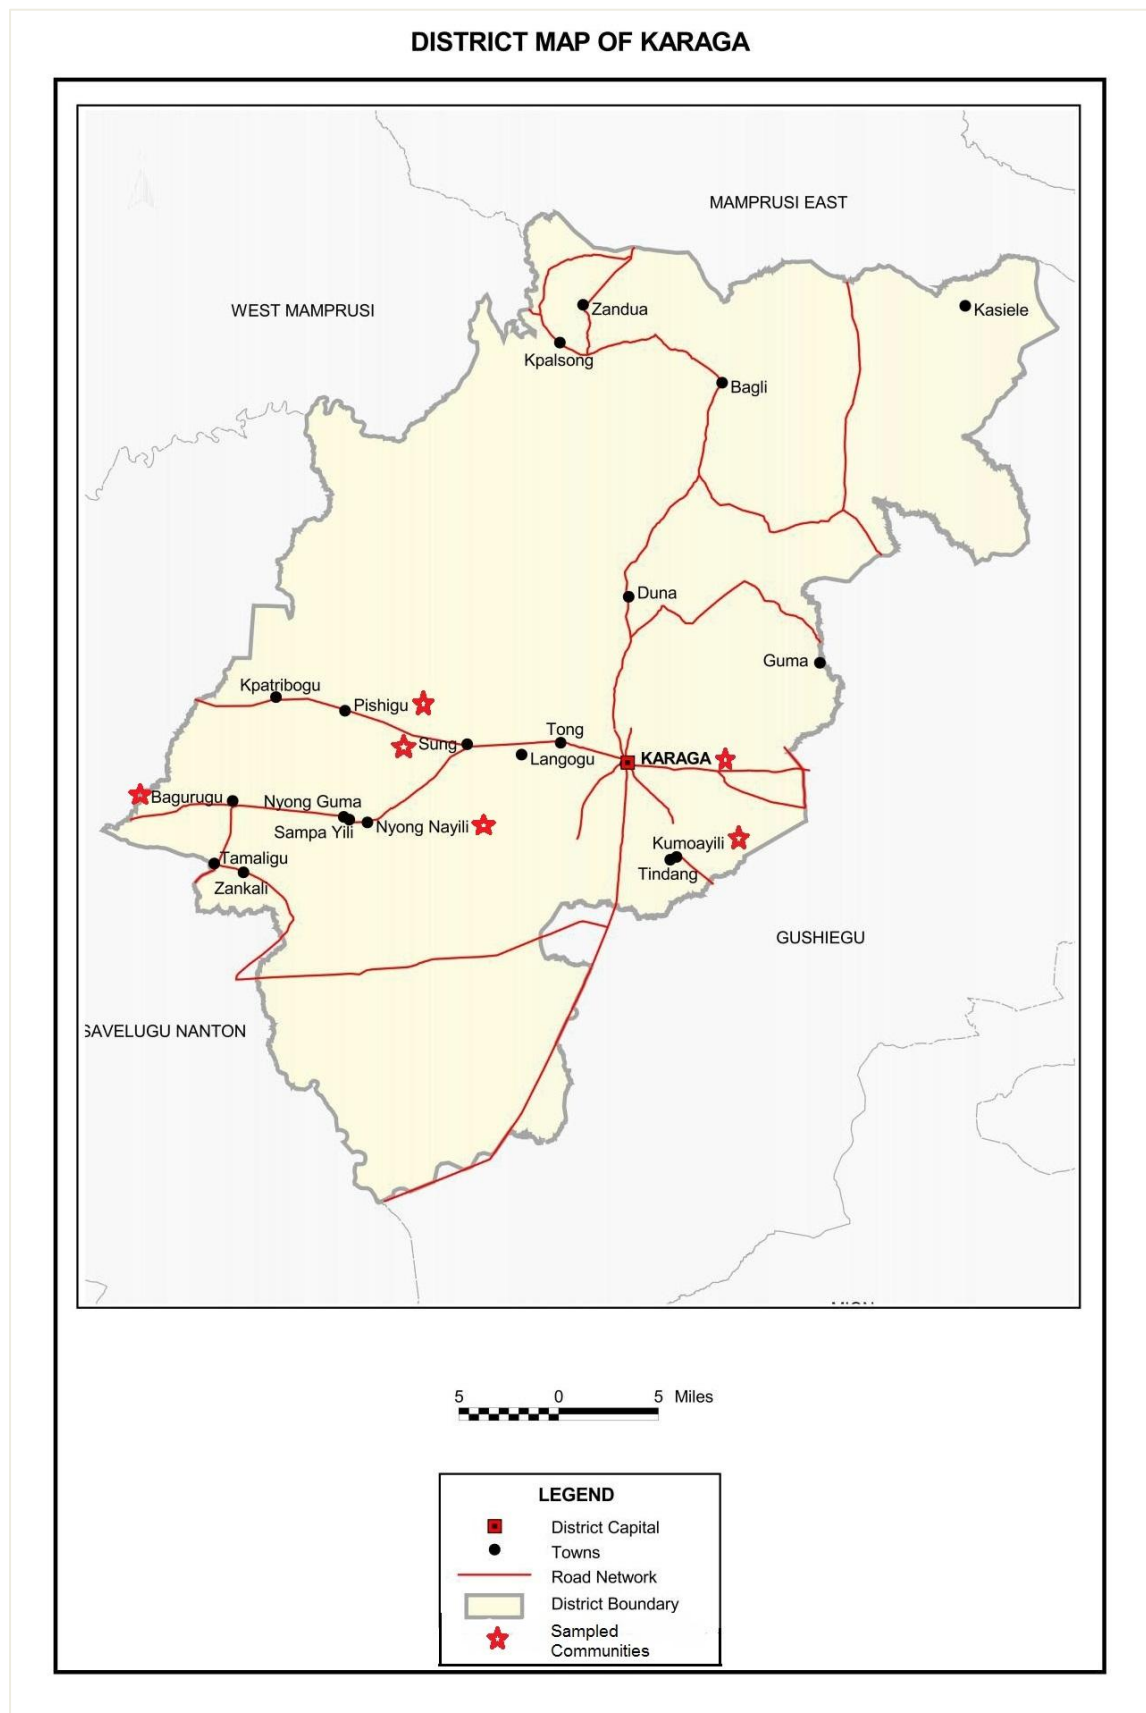 DISTRICT MAP OF KARAGA
MAMPRUSI EAST
WEST MAMPRUSI
Zandua
Kasiele
Kpalsong
Bagli
Duna
Guma
Kpatribogu
Pishigu
Sung
Tong
Langogu
KARAGA
Bagurugu
Nyong Guma
Sampa Yili
Nyong Nayili
Kumoayili
Tindang
Tamaligu
Zankali
GUSHIEGU
SAVELUGU NANTON
5 0 5 Miles
LEGEND
District Capital
Towns
Road Network
District Boundary
Sampled
Communities